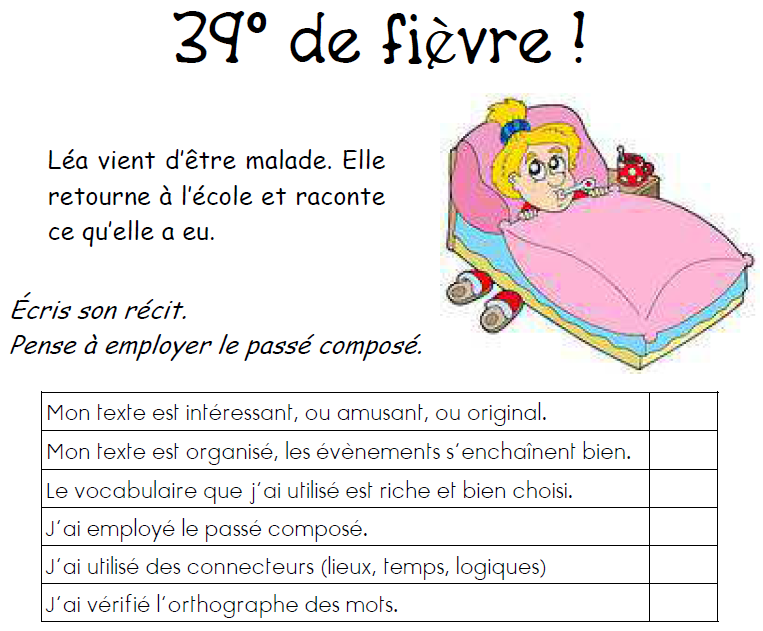 39° de fièvre !
Léa vient d'être malade. Elle
retourne à l'école et raconte
ce qu'elle a eu.
Écris son récit.
Pense à employer le passé composé.
Mon texte est intéressant, ou amusant, ou original.
Mon texte est organisé, les évènements s'enchaînent bien.
Le vocabulaire que j'ai utilisé est riche et bien choisi.
J'ai employé le passé composé.
J'ai utilisé des connecteurs (lieux, temps, logiques)
J'ai vérifié l'orthographe des mots.